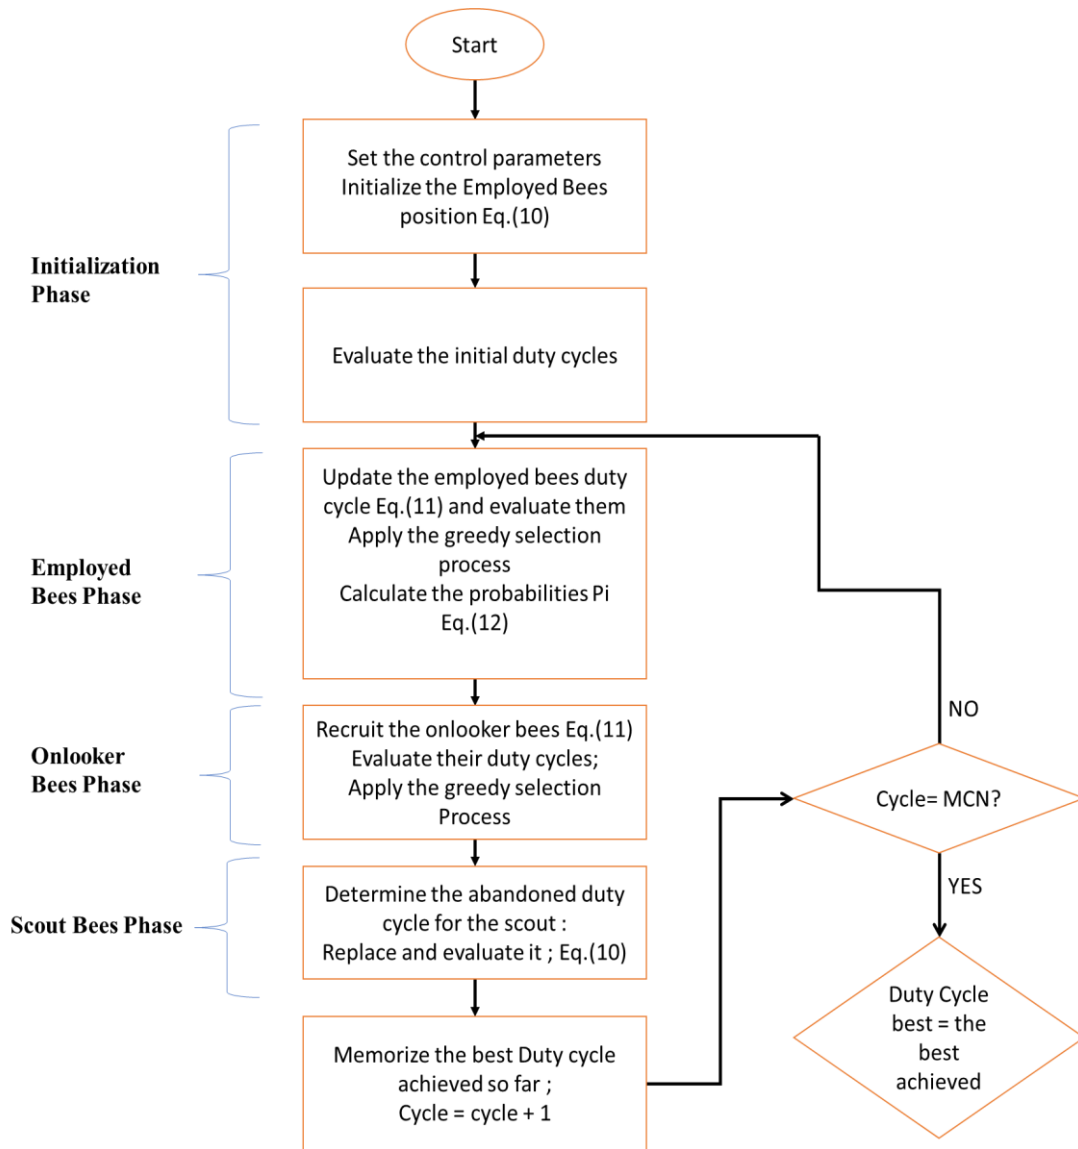 Start
Set the control parameters
Initialize the Employed Bees
position Eq.(10)
Initialization
Phase
Evaluate the initial duty cycles
Update the employed bees duty
cycle Eq.(11) and evaluate them
Apply the greedy selection
process
Calculate the probabilities Pi
Eq.(12)
Employed
Bees Phase
Recruit the onlooker bees Eq.(11)
Evaluate their duty cycles;
Apply the greedy selection
Process
Onlooker
Bees Phase
Determine the abandoned duty
cycle for the scout :
Replace and evaluate it ; Eq.(10)
Scout Bees Phase
Memorize the best Duty cycle
achieved so far ;
Cycle = cycle + 1
NO
Cycle= MCN?
YES
Duty Cycle
best = the
best
achieved